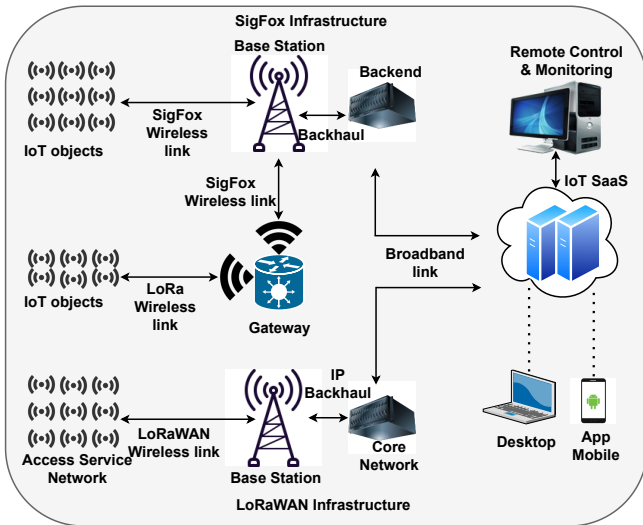 SigFox Infrastructure
Base Station
Backend
Remote Control
& Monitoring
SigFox
Wireless
link
Backhaul
IoT objects
IoT SaaS
SigFox
Wireless link
Broadband
link
LoRa
Wireless
link
IoT objects
Gateway
IP
Backhaul
LoRaWAN
Wireless link
Access Service
Network
Base Station
Core
Network
Desktop
App
Mobile
LoRaWAN Infrastructure